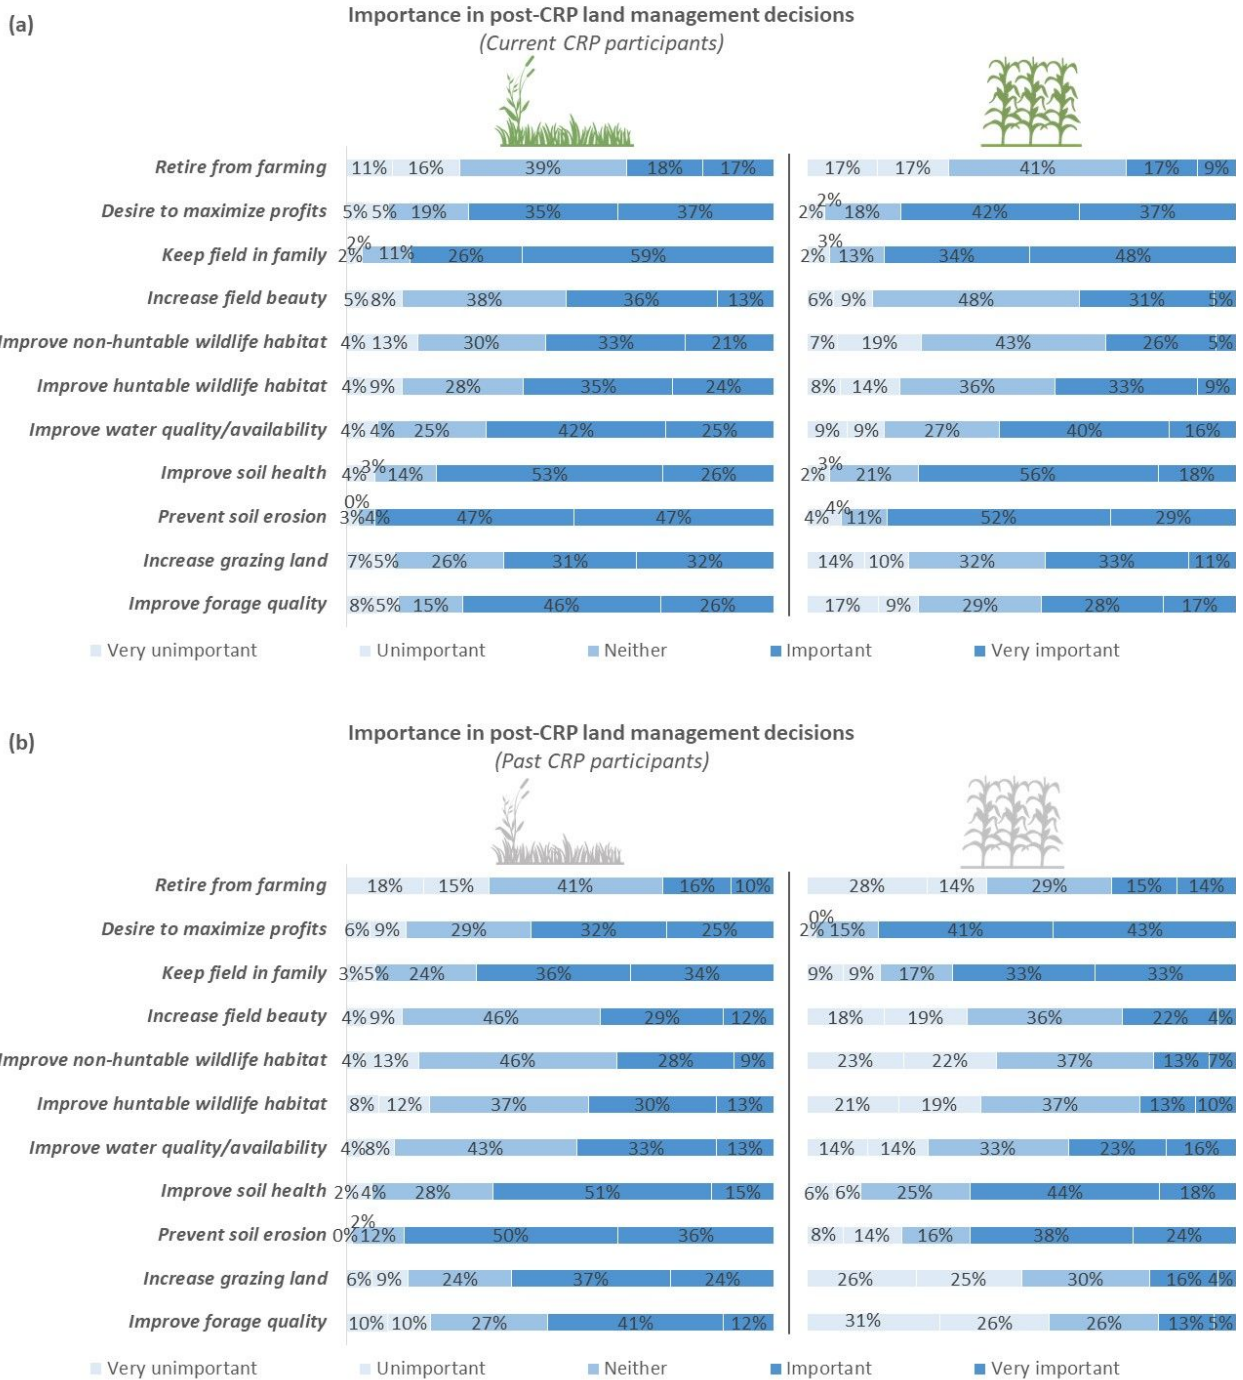 (a)
Importance in post-CRP land management decisions
(Current CRP participants)
Retire from farming 11% 16% 39% 18% 17% 17% 17% 41% 17% 9%
Desire to maximize profits 5% 5% 19% 35% 37% 2% 2% 18% 42% 37%
Keep field in family 2% 2% 11% 26% 59% 2% 3% 13% 34% 48%
Increase field beauty 5% 8% 38% 36% 13% 6% 9% 48% 31% 5%
Improve non-huntable wildlife habitat 4% 13% 30% 33% 21% 7% 19% 43% 26% 5%
Improve huntable wildlife habitat 4% 9% 28% 35% 24% 8% 14% 36% 33% 9%
Improve water quality/availability 4% 4% 25% 42% 25% 9% 9% 27% 40% 16%
Improve soil health 4% 3% 14% 53% 26% 2% 3% 21% 56% 18%
Prevent soil erosion 3% 0% 4% 47% 47% 4% 4% 11% 52% 29%
Increase grazing land 7% 5% 26% 31% 32% 14% 10% 32% 33% 11%
Improve forage quality 8% 5% 15% 46% 26% 17% 9% 29% 28% 17%
Very unimportant Unimportant Neither Important Very important
(b)
Importance in post-CRP land management decisions
(Past CRP participants)
Retire from farming 18% 15% 41% 16% 10% 28% 14% 29% 15% 14%
Desire to maximize profits 6% 9% 29% 32% 25% 2% 0% 15% 41% 43%
Keep field in family 3% 5% 24% 36% 34% 9% 9% 17% 33% 33%
Increase field beauty 4% 9% 46% 29% 12% 18% 19% 36% 22% 4%
Improve non-huntable wildlife habitat 4% 13% 46% 28% 9% 23% 22% 37% 13% 7%
Improve huntable wildlife habitat 8% 12% 37% 30% 13% 21% 19% 37% 13% 10%
Improve water quality/availability 4% 8% 43% 33% 13% 14% 14% 33% 23% 16%
Improve soil health 2% 4% 28% 51% 15% 6% 6% 25% 44% 18%
Prevent soil erosion 0% 2% 12% 50% 36% 8% 14% 16% 38% 24%
Increase grazing land 6% 9% 24% 37% 24% 26% 25% 30% 16% 4%
Improve forage quality 10% 10% 27% 41% 12% 31% 26% 26% 13% 5%
Very unimportant Unimportant Neither Important Very important